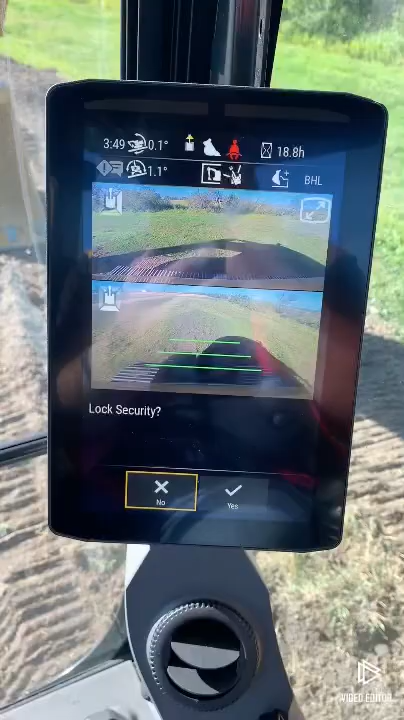 3:49 0.1° 18.8h
1.1° BHL
Lock Security?
No Yes
VIDEO EDITOR